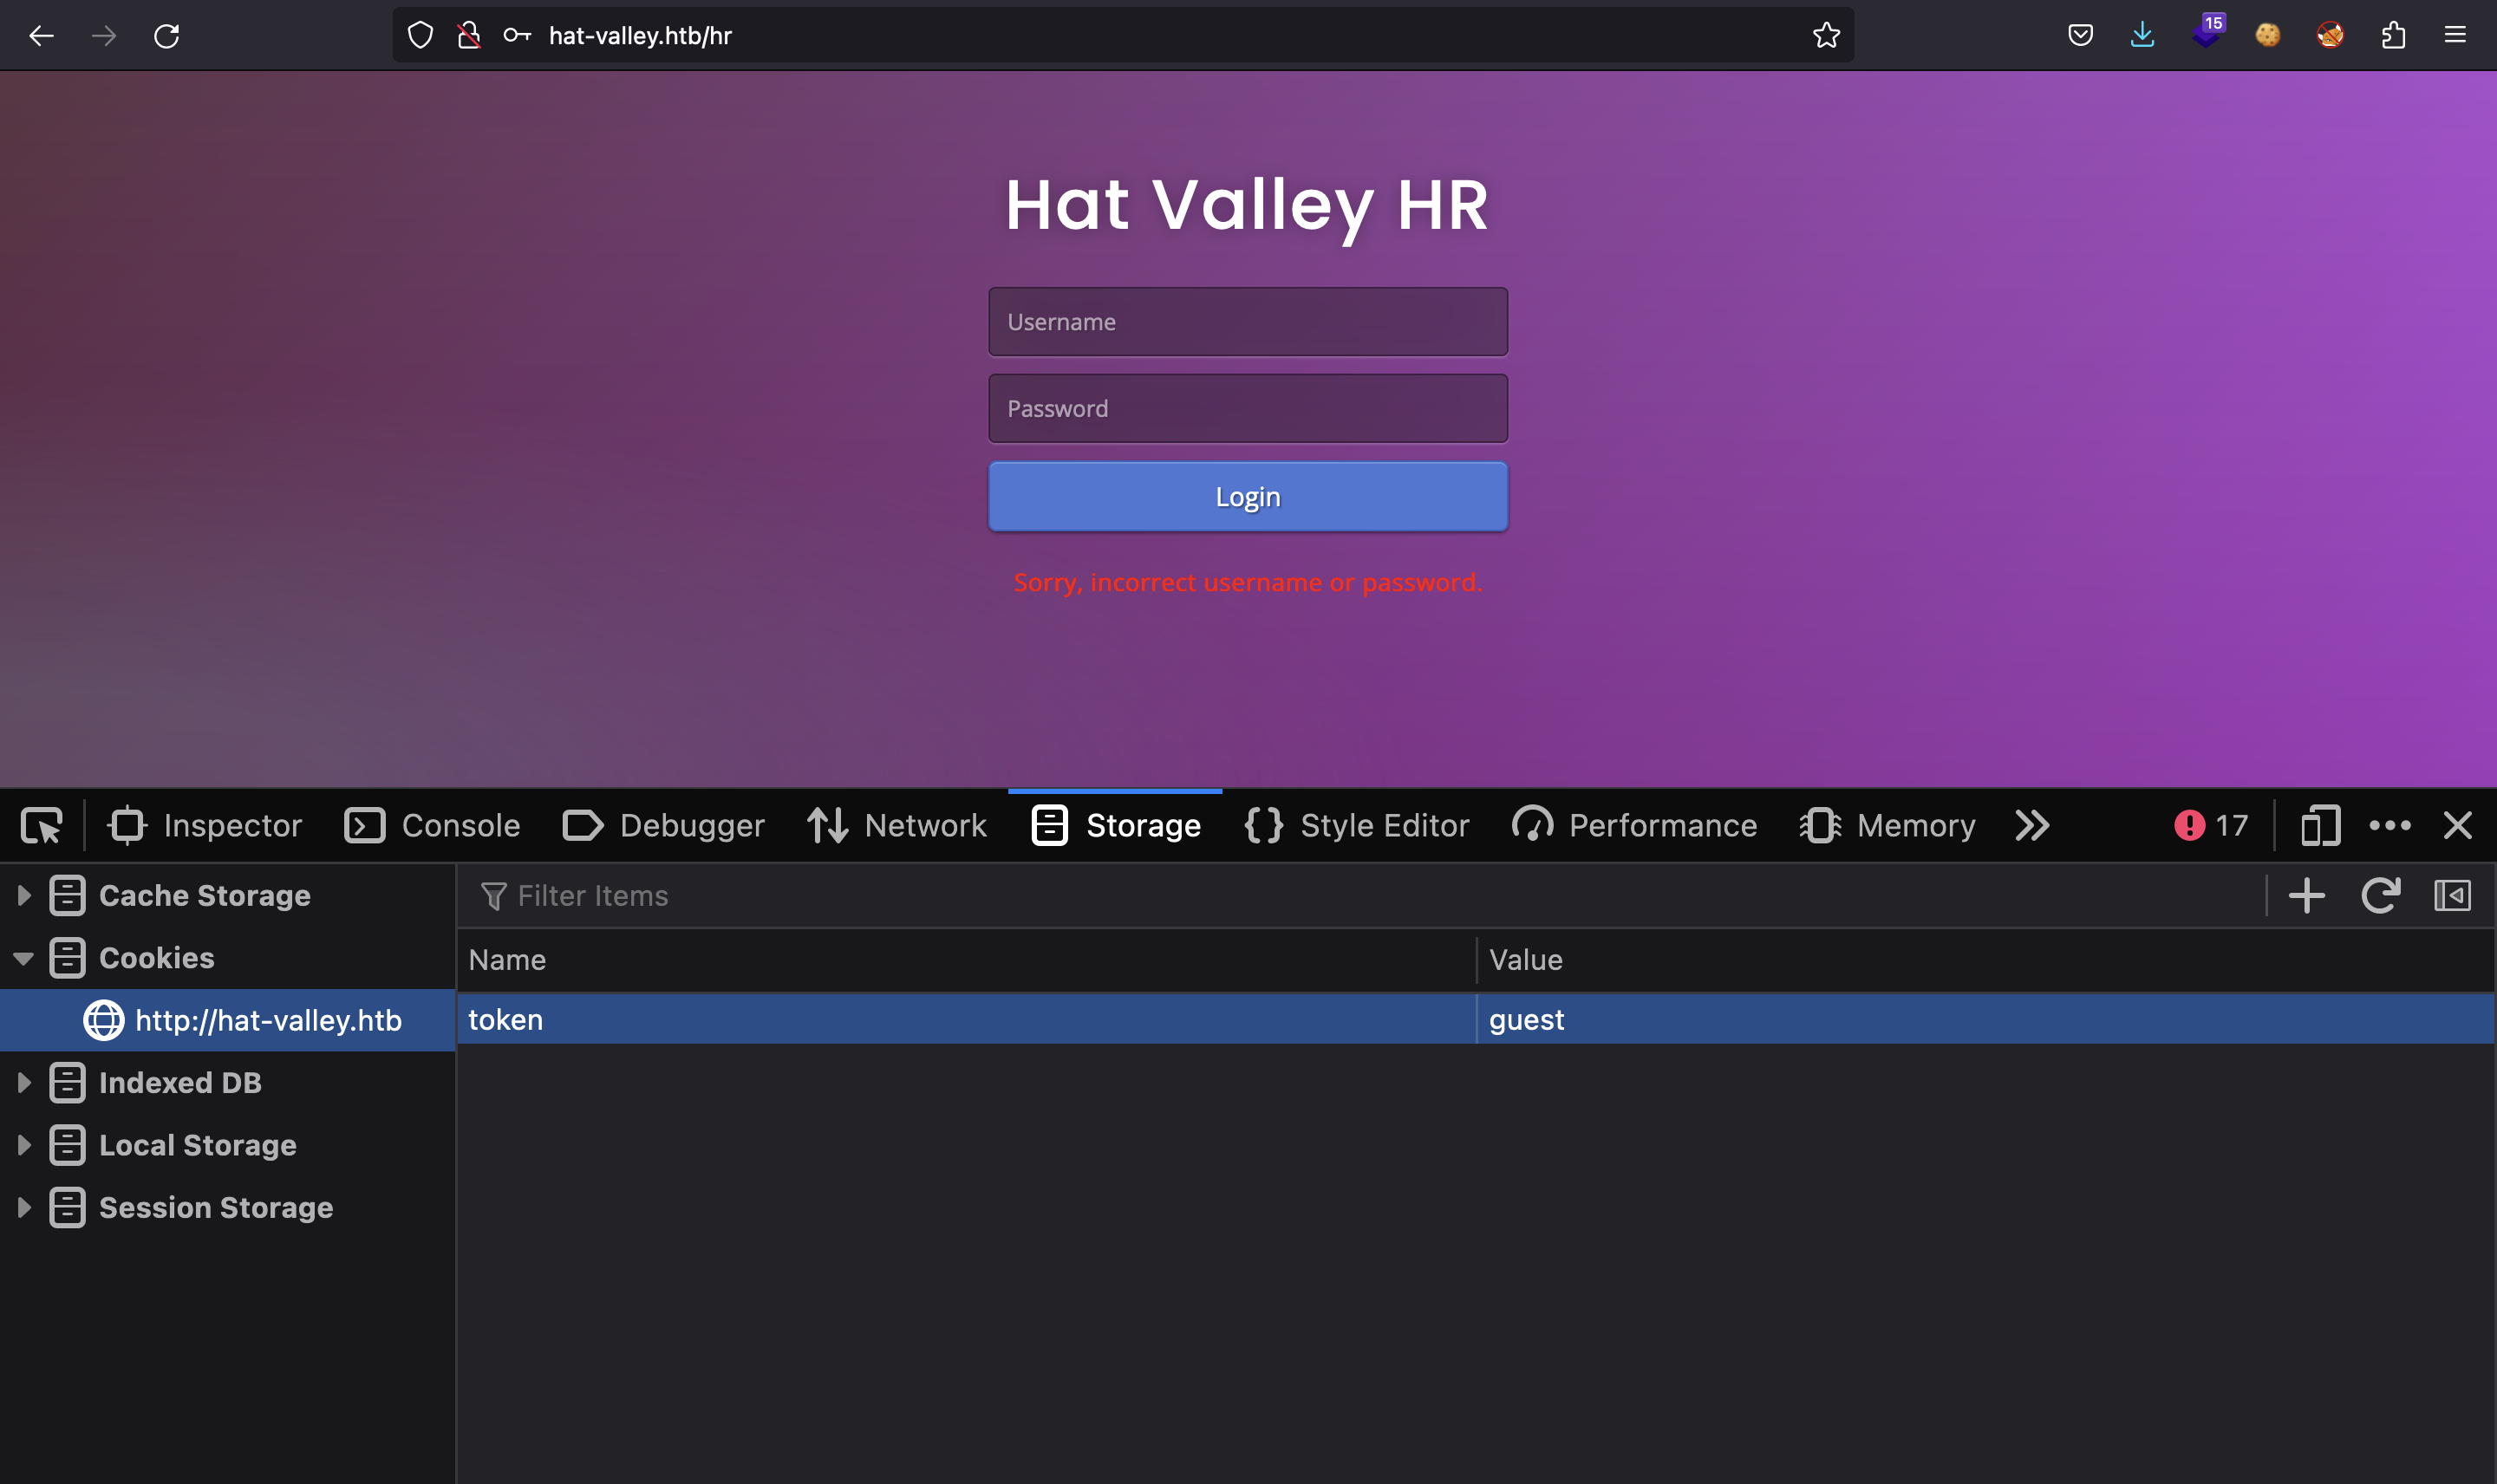 hat-valley.htb/hr
15
Hat Valley HR
Username
Password
Login
Sorry, incorrect username or password.
Inspector Console Debugger Network Storage Style Editor Performance Memory 17
Cache Storage
Filter Items
Cookies
Name Value
http://hat-valley.htb
token guest
Indexed DB
Local Storage
Session Storage